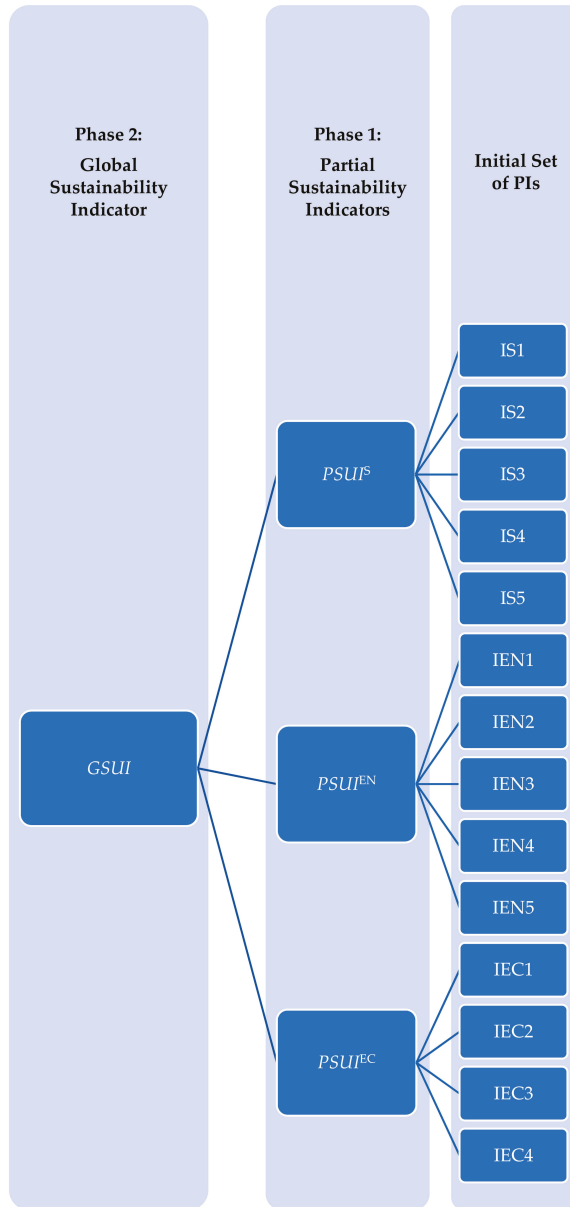 Phase 2:
Global
Sustainability
Indicator
Phase 1:
Partial
Sustainability
Indicators
Initial Set
of PIs
GSUI
PSUIS
PSUIEN
PSUIEC
IS1
IS2
IS3
IS4
IS5
IEN1
IEN2
IEN3
IEN4
IEN5
IEC1
IEC2
IEC3
IEC4